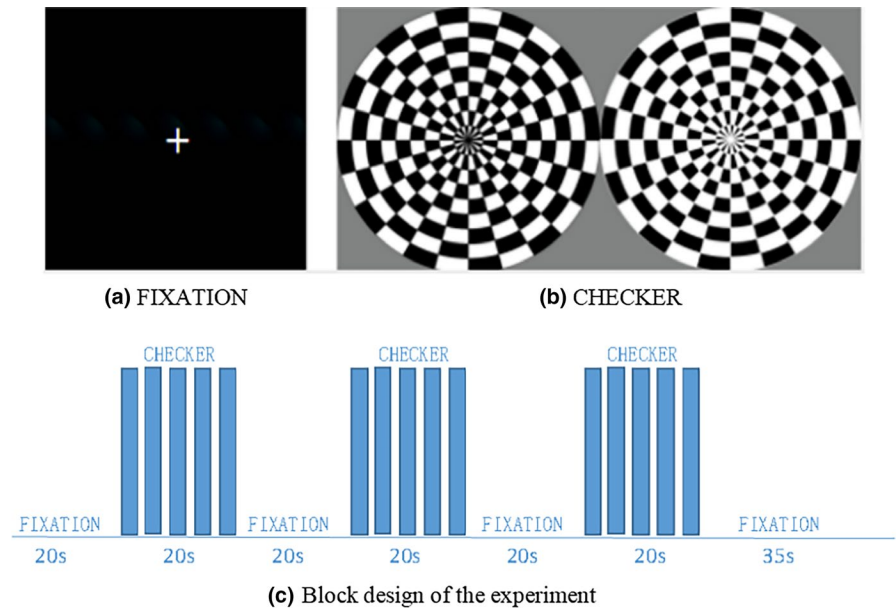 (a) FIXATION
(b) CHECKER
CHECKER CHECKER CHECKER
FIXATION FIXATION FIXATION FIXATION
20s 20s 20s 20s 20s 20s 35s
(c) Block design of the experiment